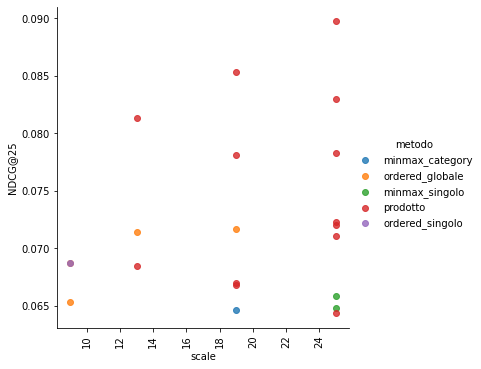 0.090
0.085
0.080
0.075
0.070
0.065
NDCG@25
10
12
14
16
18
20
22
24
scale
metodo
minmax_category
ordered_globale
minmax_singolo
prodotto
ordered_singolo